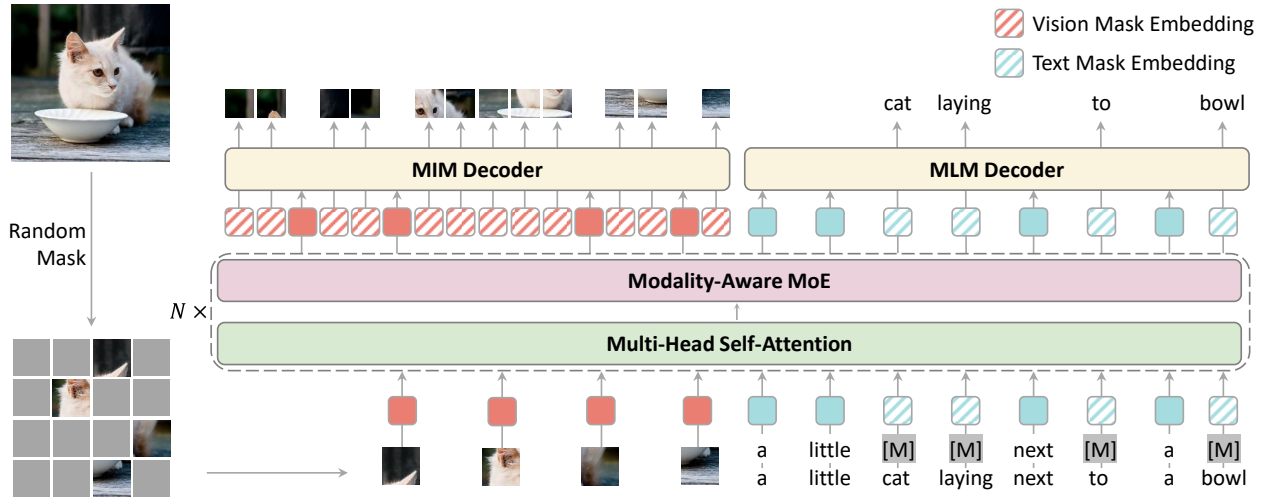 Vision Mask Embedding
Text Mask Embedding
cat laying to bowl
MIM Decoder
MLM Decoder
Random
Mask
Modality-Aware MoE
N ×
Multi-Head Self-Attention
a little [M] [M] next [M] a [M]
a little cat laying next to a bowl